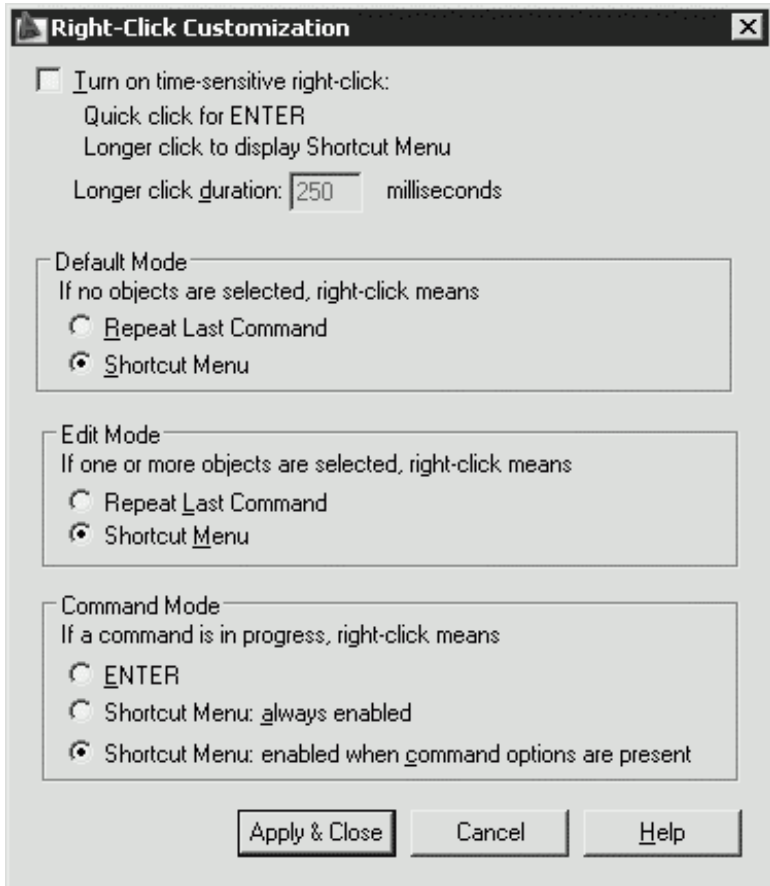 Right-Click Customization
Turn on time-sensitive right-click:
Quick click for ENTER
Longer click to display Shortcut Menu
Longer click duration: 250 milliseconds
Default Mode
If no objects are selected, right-click means
Repeat Last Command
Shortcut Menu
Edit Mode
If one or more objects are selected, right-click means
Repeat Last Command
Shortcut Menu
Command Mode
If a command is in progress, right-click means
ENTER
Shortcut Menu: always enabled
Shortcut Menu: enabled when command options are present
Apply & Close Cancel Help